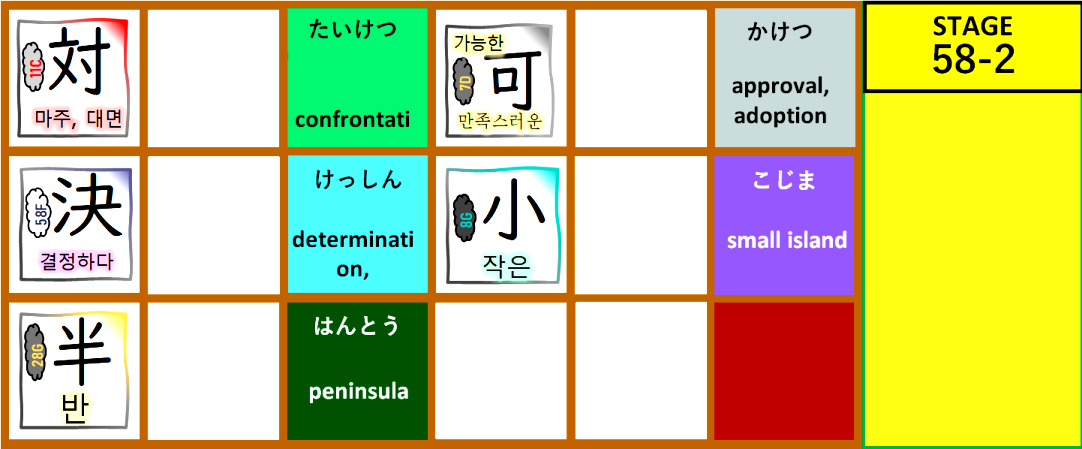 対
11C
마주, 대면
たいけつ
confrontati
가능한
可
7D
만족스러운
かけつ
approval,
adoption
STAGE
58-2
決
58F
결정하다
けっしん
determinati
on,
小
8G
작은
こじま
small island
半
28G
반
はんとう
peninsula